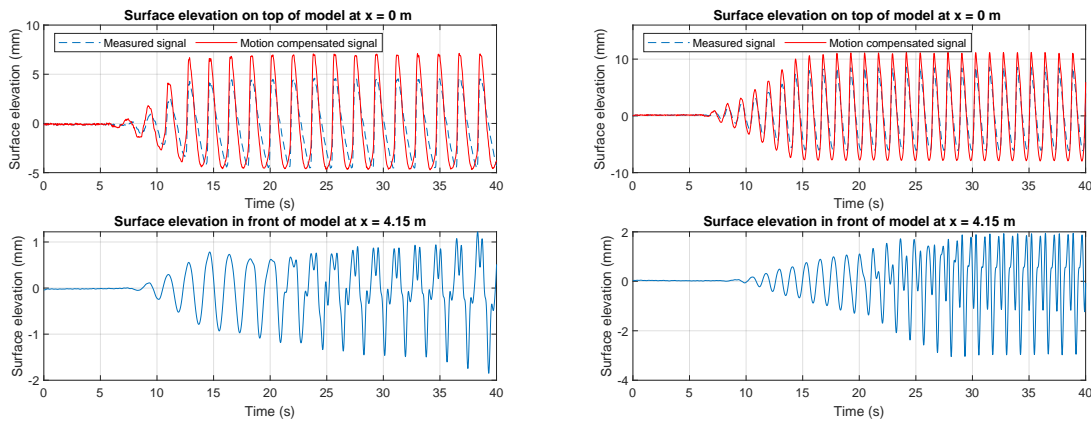 Surface elevation on top of model at x = 0 m
10
5
0
-5
Surface elevation (mm)
Measured signal
Motion compensated signal
0 5 10 15 20 25 30 35 40
Time (s)
Surface elevation in front of model at x = 4.15 m
1
0
-1
-2
Surface elevation (mm)
0 5 10 15 20 25 30 35 40
Time (s)
Surface elevation on top of model at x = 0 m
10
0
-10
Surface elevation (mm)
Measured signal
Motion compensated signal
0 5 10 15 20 25 30 35 40
Time (s)
Surface elevation in front of model at x = 4.15 m
2
0
-2
-4
Surface elevation (mm)
0 5 10 15 20 25 30 35 40
Time (s)